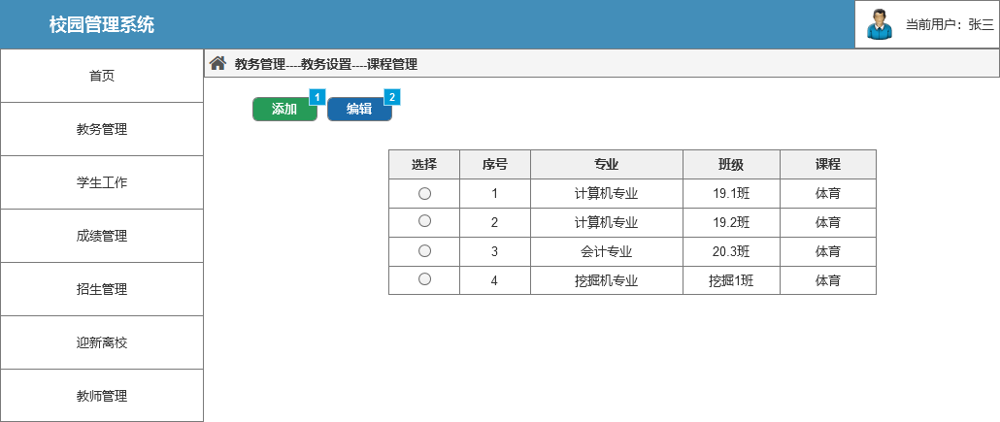 校园管理系统
当前用户：张三
首页
教务管理
学生工作
成绩管理
招生管理
迎新离校
教师管理
教务管理----教务设置----课程管理
添加 1 编辑 2
选择 序号 专业 班级 课程
1 计算机专业 19.1班 体育
2 计算机专业 19.2班 体育
3 会计专业 20.3班 体育
4 挖掘机专业 挖掘1班 体育